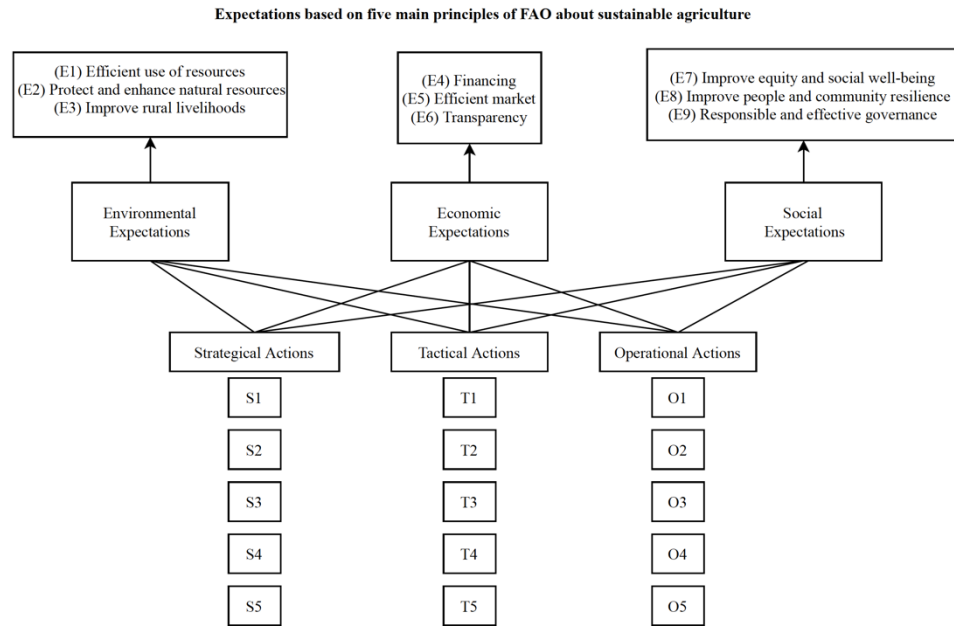 Expectations based on five main principles of FAO about sustainable agriculture
(E1) Efficient use of resources
(E2) Protect and enhance natural resources
(E3) Improve rural livelihoods
(E4) Financing
(E5) Efficient market
(E6) Transparency
(E7) Improve equity and social well-being
(E8) Improve people and community resilience
(E9) Responsible and effective governance
Environmental
Expectations
Economic
Expectations
Social
Expectations
Strategical Actions
Tactical Actions
Operational Actions
S1
T1
O1
S2
T2
O2
S3
T3
O3
S4
T4
O4
S5
T5
O5